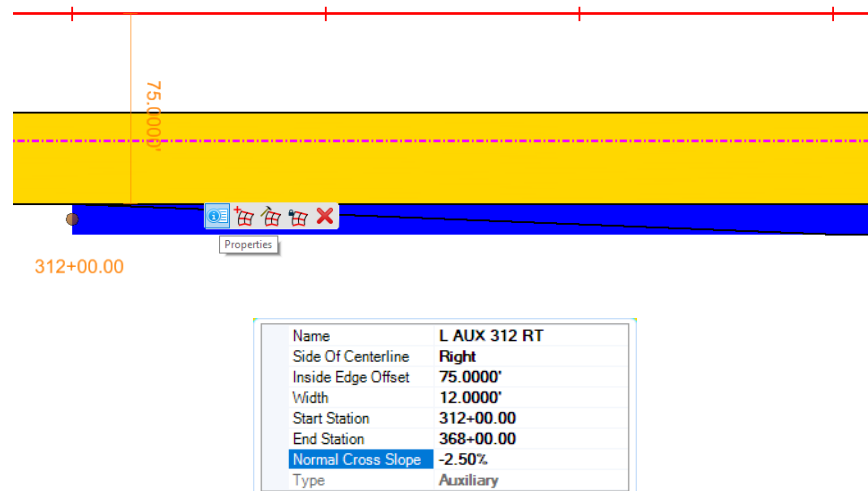 75.0000'
Properties
312+00.00
Name L AUX 312 RT
Side Of Centerline Right
Inside Edge Offset 75.0000'
Width 12.0000'
Start Station 312+00.00
End Station 368+00.00
Normal Cross Slope -2.50%
Type Auxiliary